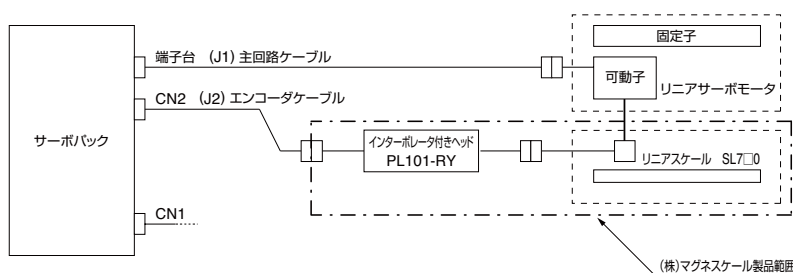 固定子
端子台 （J1）主回路ケーブル
可動子
リニアサーボモータ
CN2 （J2）エンコーダケーブル
サーボパック
インターポレータ付きヘッド
PL101-RY
リニアスケール SL7□0
CN1
（株）マグネスケール製品範囲